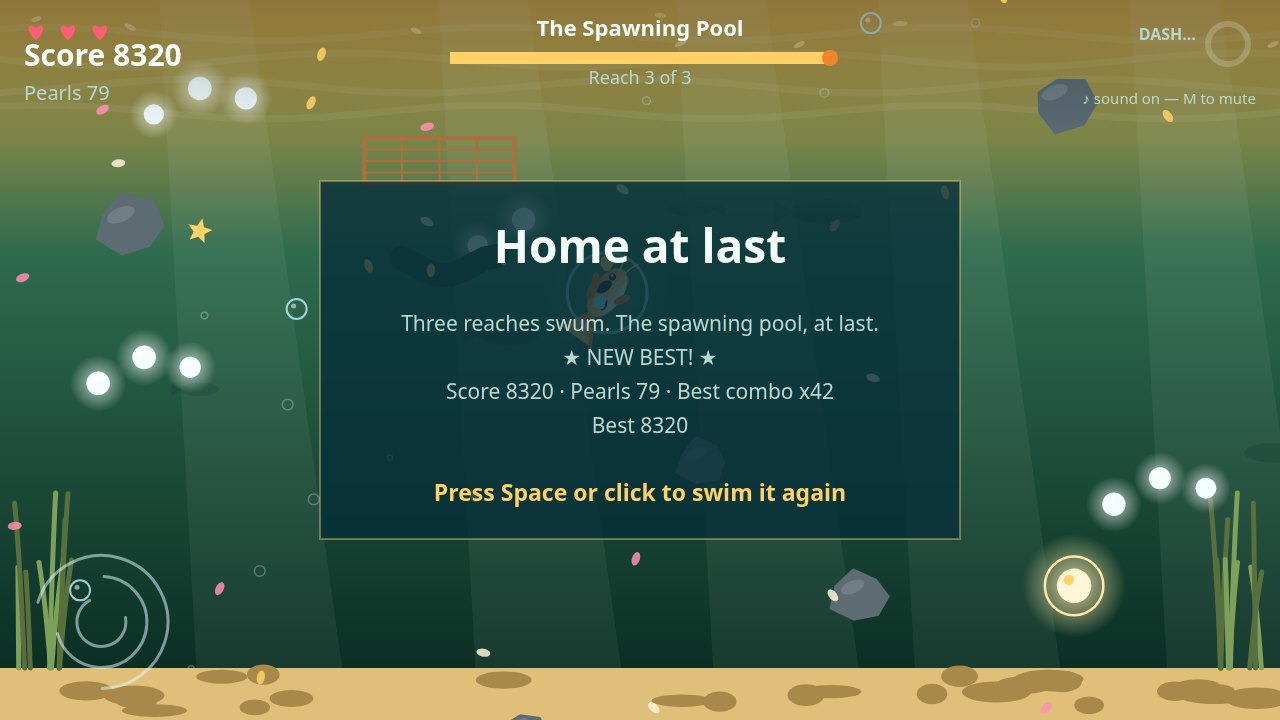 Score 8320
Pearls 79
The Spawning Pool
Reach 3 of 3
DASH...
♪ sound on — M to mute
Home at last
Three reaches swum. The spawning pool, at last.
★ NEW BEST! ★
Score 8320 · Pearls 79 · Best combo x42
Best 8320
Press Space or click to swim it again